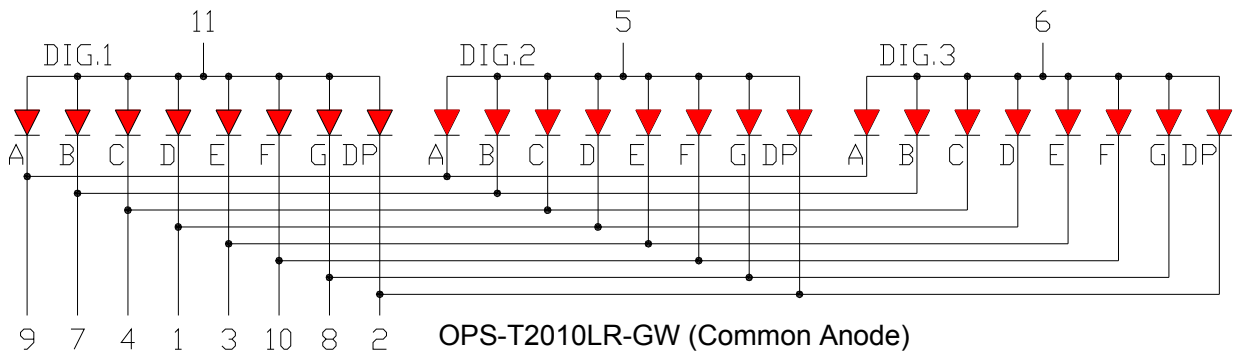 11 5 6
DIG.1 DIG.2 DIG.3
A B C D E F G DP A B C D E F G DP A B C D E F G DP
9 7 4 1 3 10 8 2 OPS-T2010LR-GW (Common Anode)